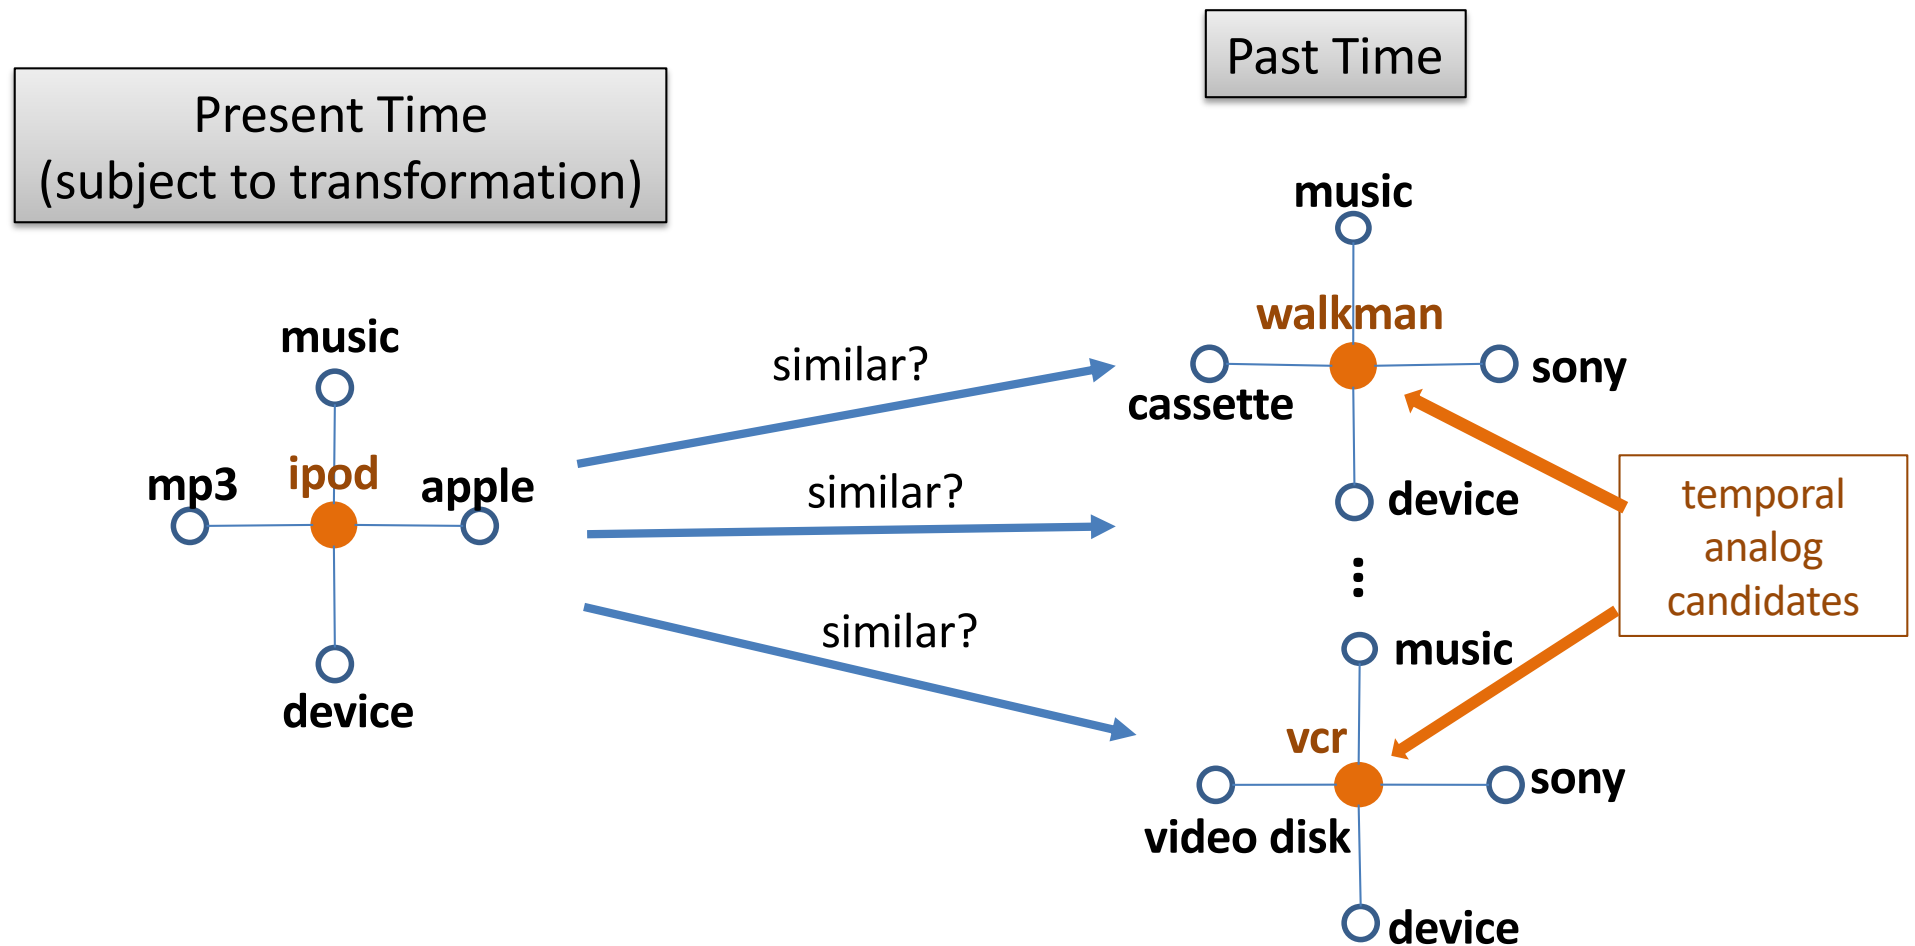 Present Time
(subject to transformation)
music
mp3
ipod
apple
device
similar?
similar?
similar?
Past Time
music
walkman
cassette
sony
device
⋮
music
vcr
sony
video disk
device
temporal
analog
candidates